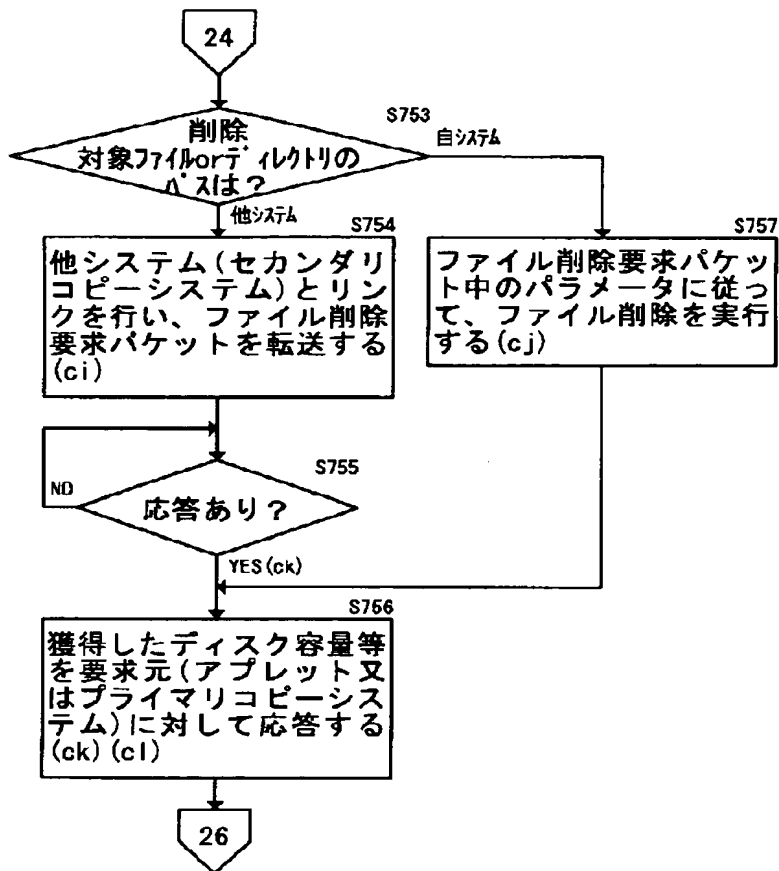 24
S753
削除
対象ファイルorディレクトリの
パスは？
自システム
他システム
S754
他システム(セカンダリ
コピーシステム)とリン
クを行い、ファイル削除
要求パケットを転送する
(ci)
S757
ファイル削除要求パケッ
ト中のパラメータに従っ
て、ファイル削除を実行
する(cj)
S755
NO
応答あり？
YES(ck)
S756
獲得したディスク容量等
を要求元(アプレット又
はプライマリコピーシス
テム)に対して応答する
(ck)(cl)
26